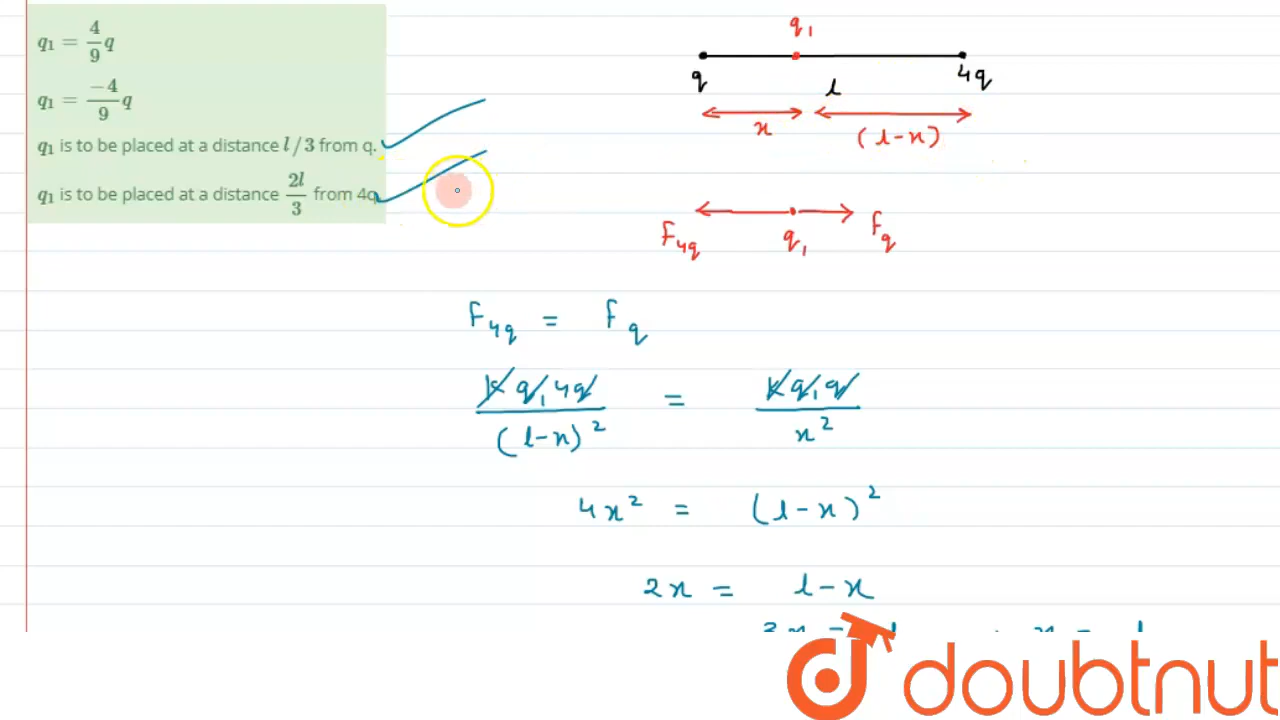 q₁ = 4/9 q
q₁ = -4/9 q
q₁ is to be placed at a distance l/3 from q.
q₁ is to be placed at a distance 2l/3 from 4q
q₁
q 4q
l
x (l-x)
F₄q q₁ Fq
F₄q = Fq
kq₁4q/(l-x)² = kq₁q/x²
4x² = (l-x)²
2x = l-x
doubtnut